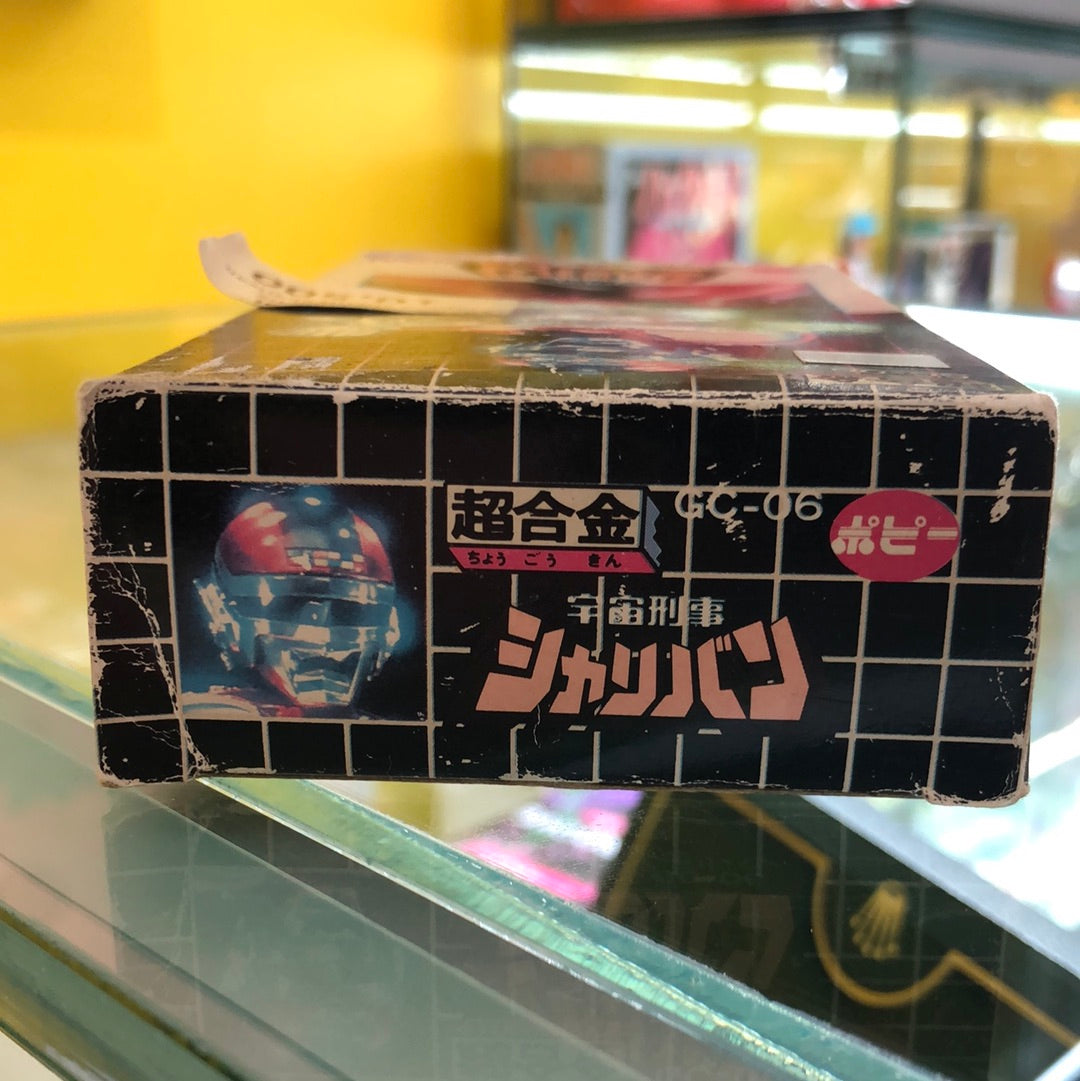 超合金
ちょう ごう きん
GC-06
ポピー
宇宙刑事
シャリバン